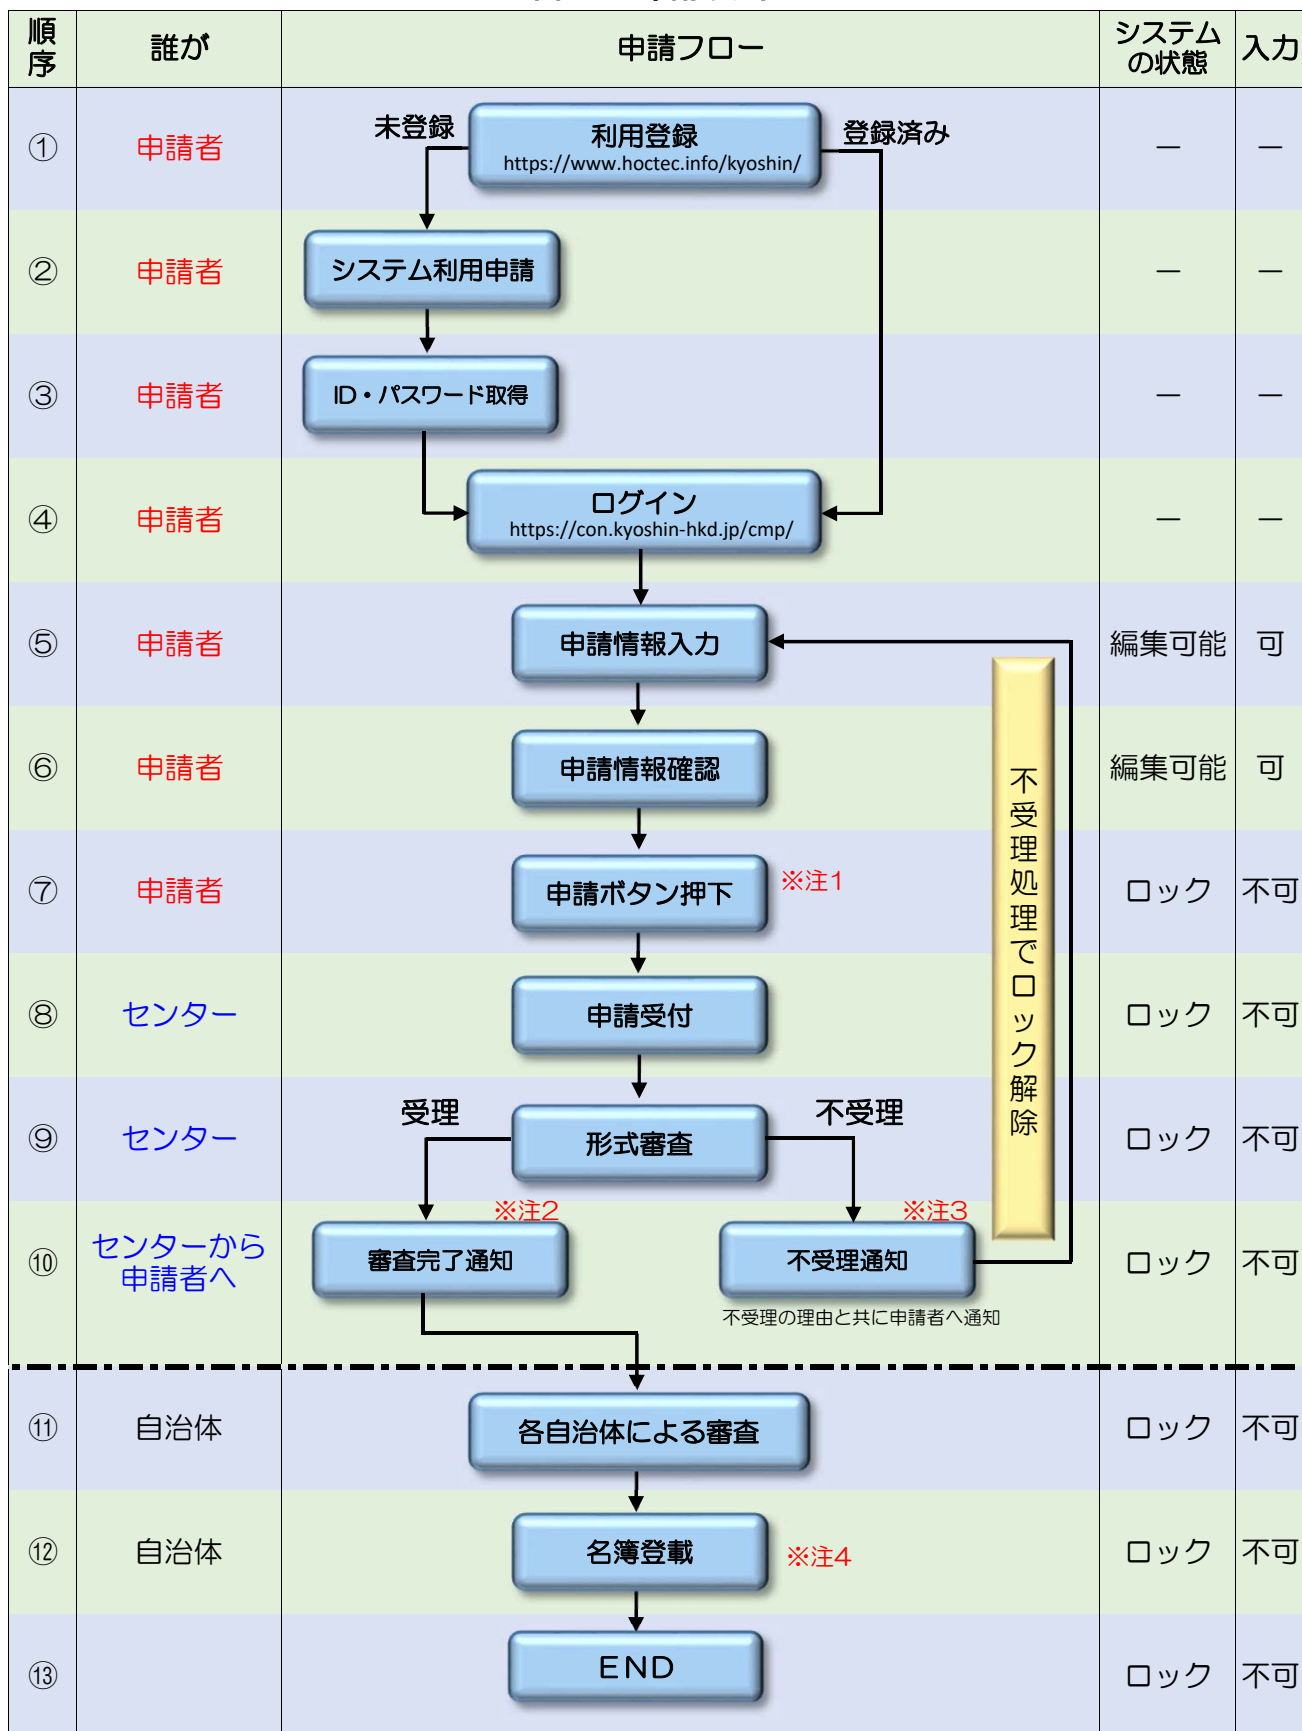 順序
誰が
申請フロー
システムの状態
入力
①
申請者
未登録
利用登録
https://www.hoctec.info/kyoshin/
登録済み
―
―
②
申請者
システム利用申請
―
―
③
申請者
ID・パスワード取得
―
―
④
申請者
ログイン
https://con.kyoshin-hkd.jp/cmp/
―
―
⑤
申請者
申請情報入力
編集可能
可
⑥
申請者
申請情報確認
編集可能
可
不受理処理でロック解除
⑦
申請者
申請ボタン押下
※注1
ロック
不可
⑧
センター
申請受付
ロック
不可
⑨
センター
受理
形式審査
不受理
ロック
不可
⑩
センターから
申請者へ
※注2
審査完了通知
※注3
不受理通知
不受理の理由と共に申請者へ通知
ロック
不可
⑪
自治体
各自治体による審査
ロック
不可
⑫
自治体
名簿登載
※注4
ロック
不可
⑬
END
ロック
不可